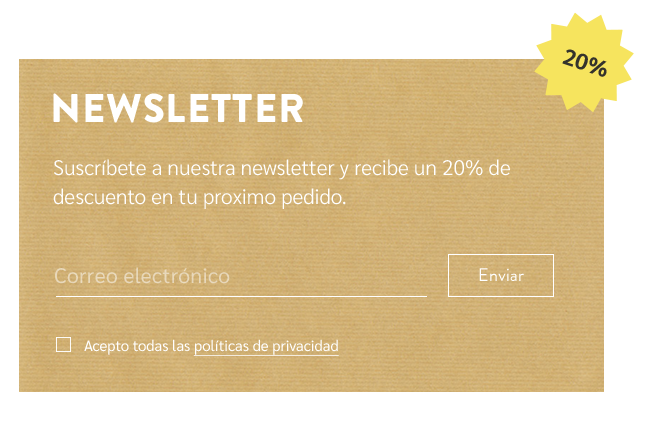 20%
NEWSLETTER
Suscríbete a nuestra newsletter y recibe un 20% de
descuento en tu proximo pedido.
Correo electrónico
Enviar
Acepto todas las políticas de privacidad